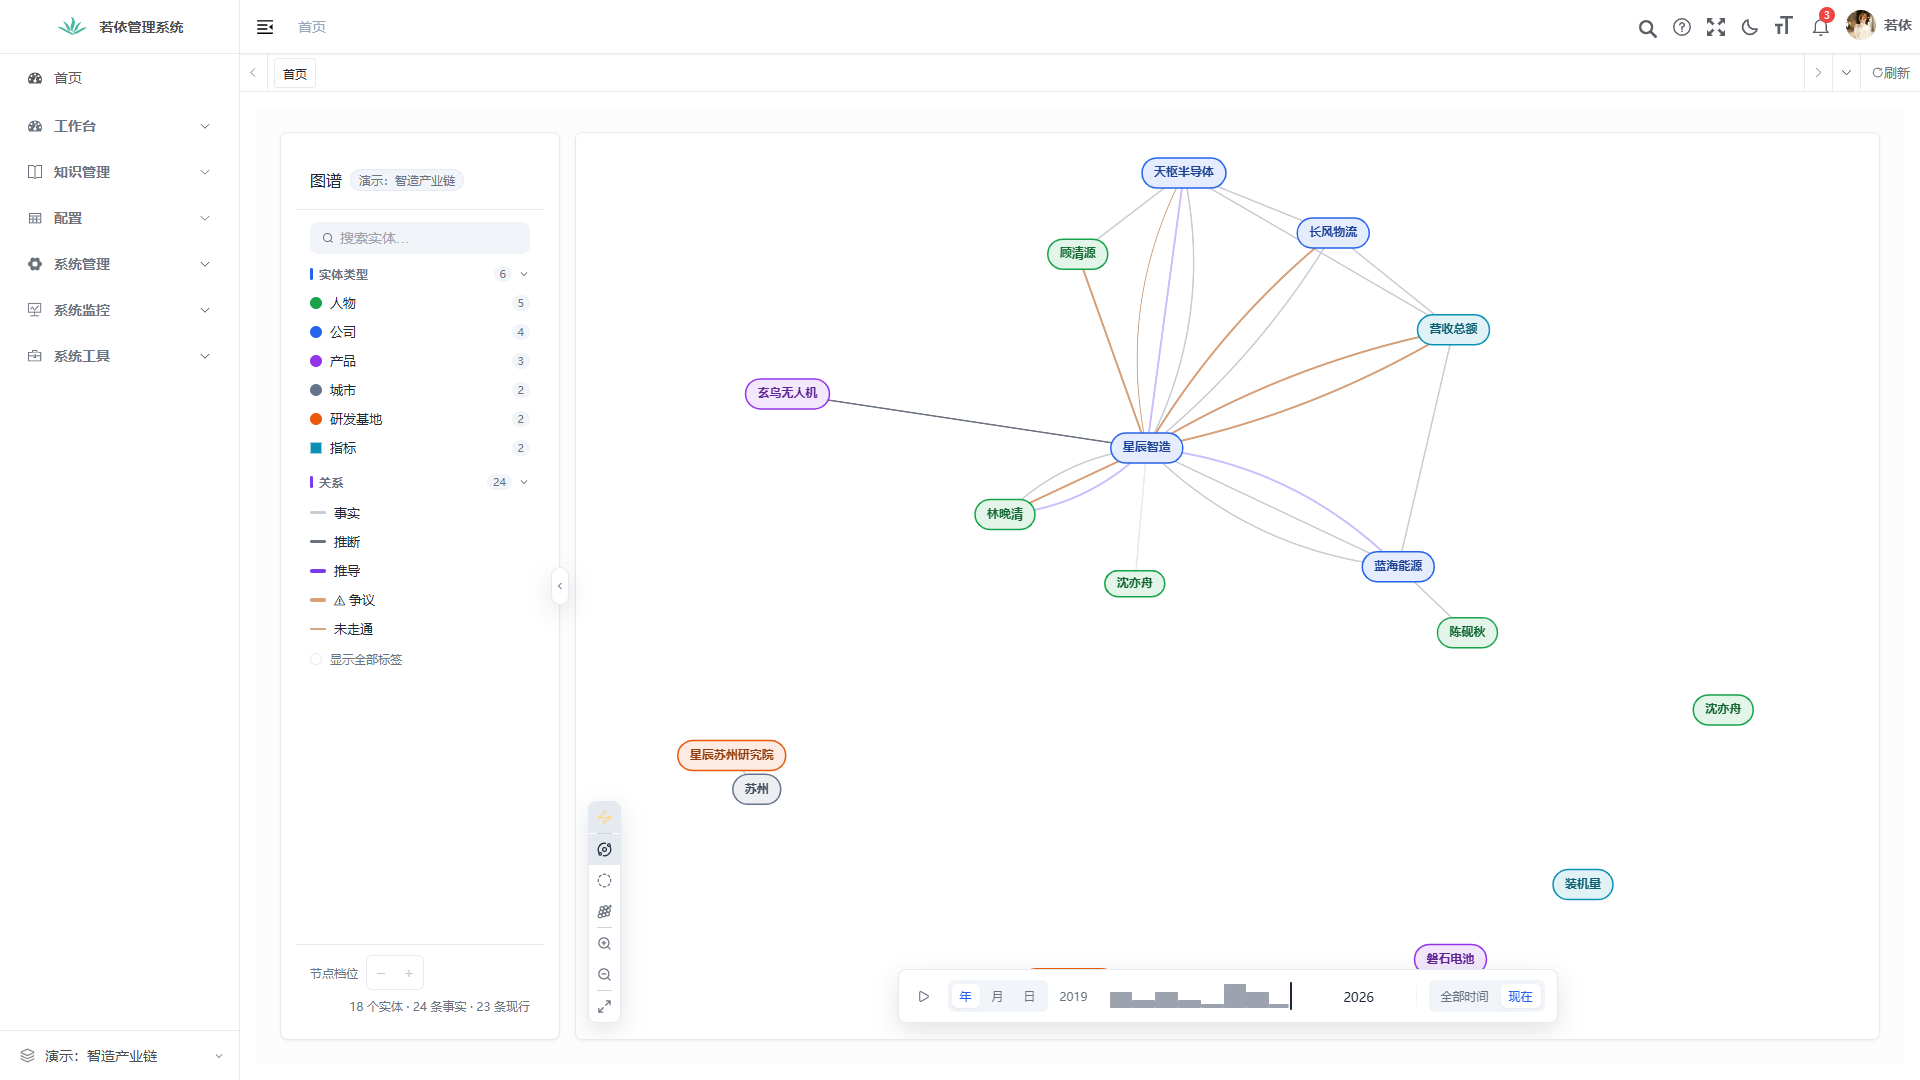 若依管理系统
首页
3
若依
首页
工作台
知识管理
配置
系统管理
系统监控
系统工具
演示：智造产业链
首页
刷新
图谱
演示：智造产业链
搜索实体…
实体类型
6
人物
5
公司
4
产品
3
城市
2
研发基地
2
指标
2
关系
24
事实
推断
推导
⚠ 争议
未走通
显示全部标签
节点档位
18 个实体 · 24 条事实 · 23 条现行
天枢半导体
长风物流
顾清源
营收总额
玄鸟无人机
星辰智造
林晚清
沈亦舟
蓝海能源
陈砚秋
沈亦舟
星辰苏州研究院
苏州
装机量
磐石电池
年
月
日
2019
2026
全部时间
现在